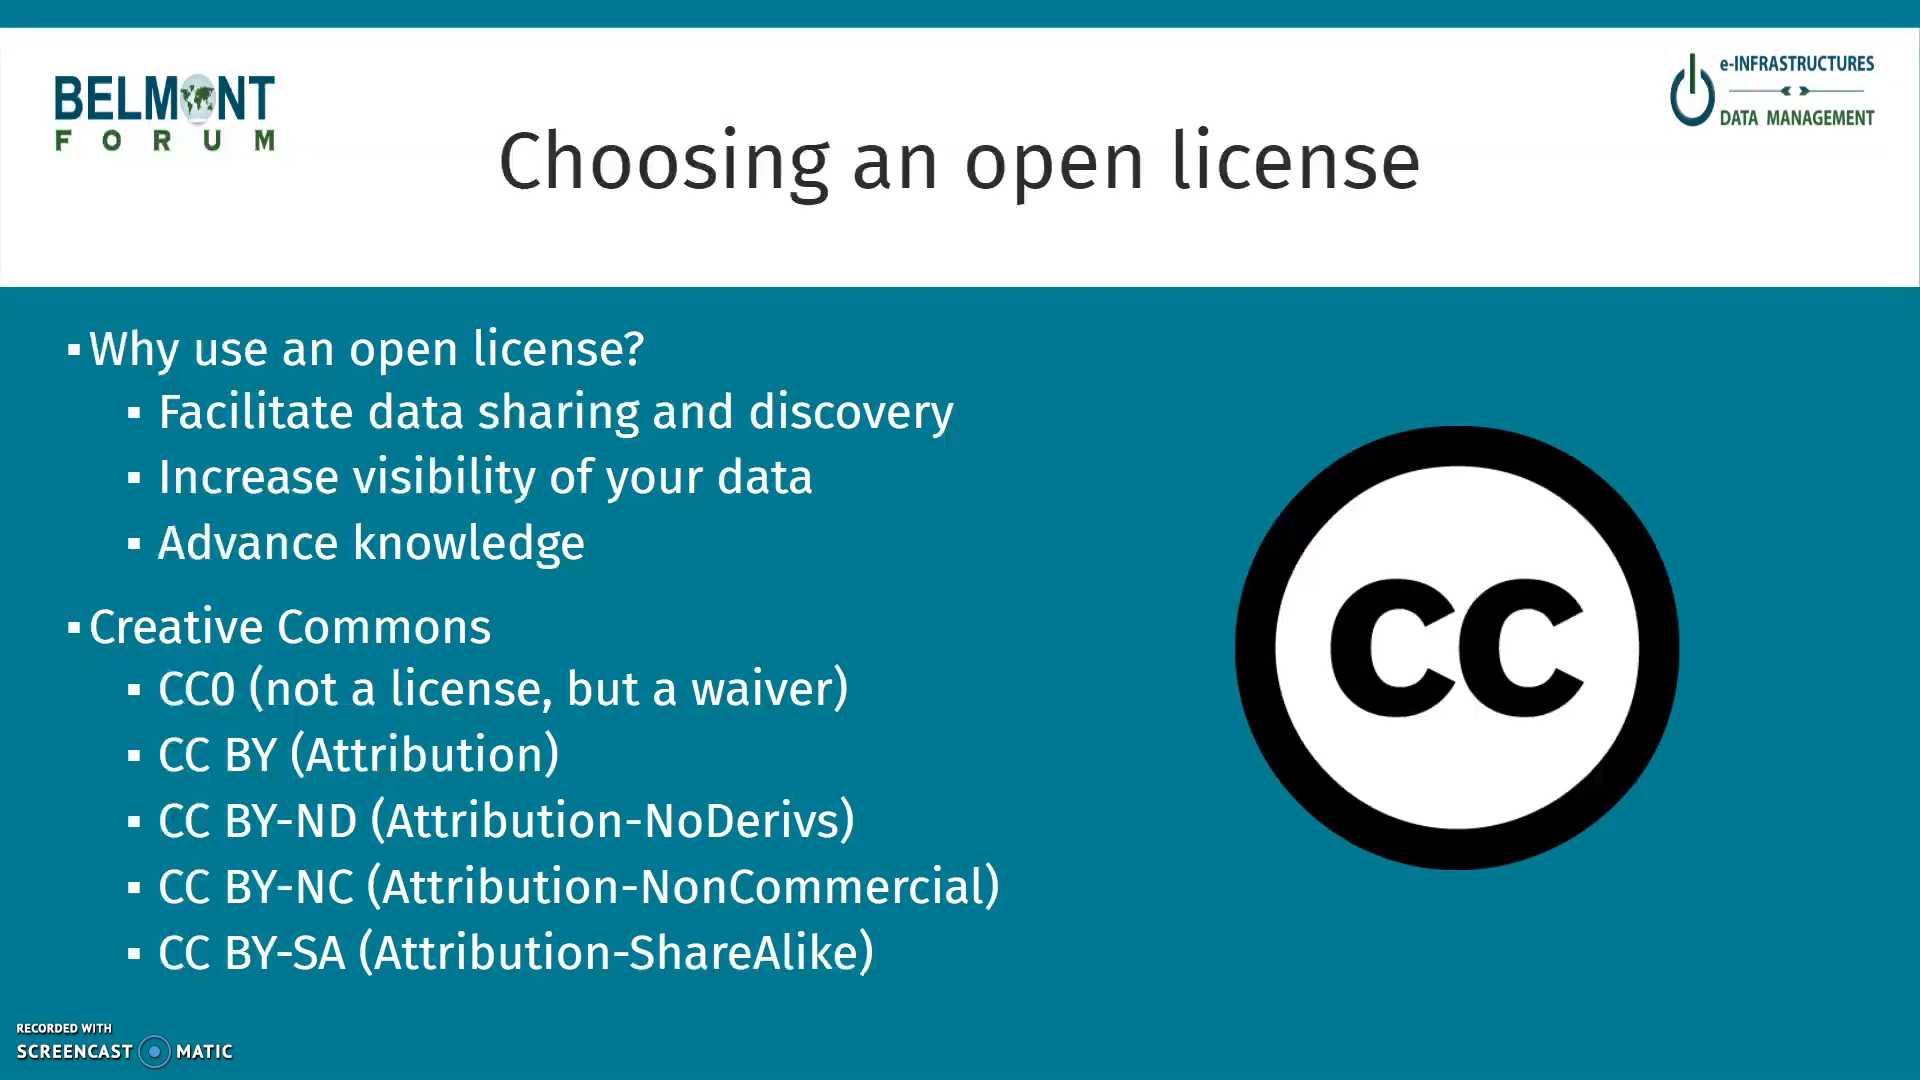 BELMONT
FORUM
e-INFRASTRUCTURES
DATA MANAGEMENT
Choosing an open license
▪ Why use an open license?
▪ Facilitate data sharing and discovery
▪ Increase visibility of your data
▪ Advance knowledge
▪ Creative Commons
▪ CC0 (not a license, but a waiver)
▪ CC BY (Attribution)
▪ CC BY-ND (Attribution-NoDerivs)
▪ CC BY-NC (Attribution-NonCommercial)
▪ CC BY-SA (Attribution-ShareAlike)
cc
RECORDED WITH
SCREENCAST MATIC